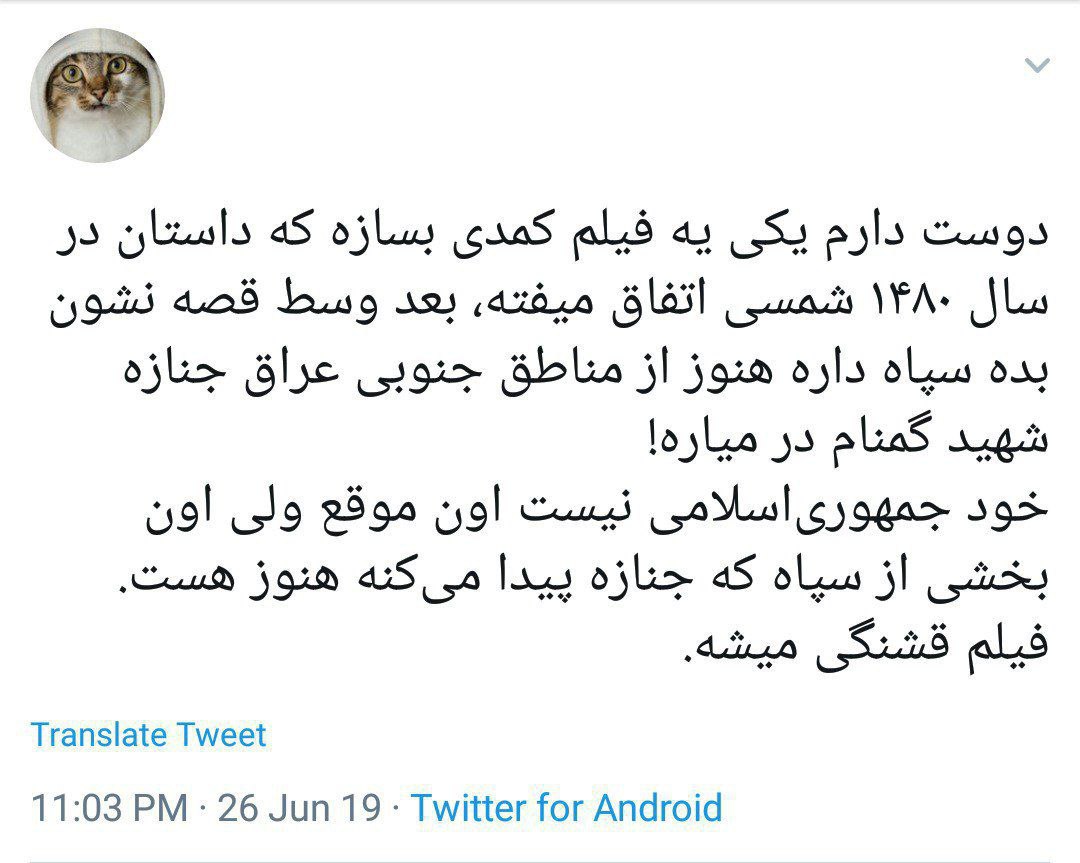 دوست دارم یکی یه فیلم کمدی بسازه که داستان در
سال ۱۴۸۰ شمسی اتفاق میفته، بعد وسط قصه نشون
بده سپاه داره هنوز از مناطق جنوبی عراق جنازه
شهید گمنام در میاره!
خود جمهوری‌اسلامی نیست اون موقع ولی اون
بخشی از سپاه که جنازه پیدا می‌کنه هنوز هست.
فیلم قشنگی میشه.
Translate Tweet
11:03 PM · 26 Jun 19 · Twitter for Android